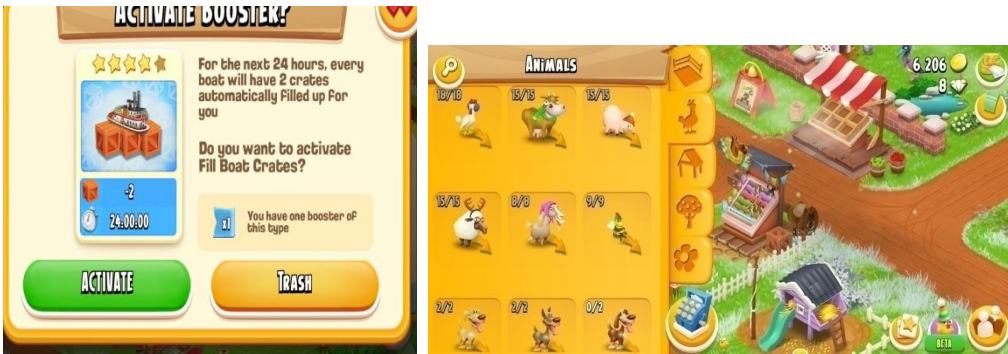 ACTIVATE BOOSTER?
For the next 24 hours, every
boat will have 2 crates
automatically filled up for
you
Do you want to activate
Fill Boat Crates?
-2
24:00:00
x1
You have one booster of
this type
ACTIVATE
TRASH
ANIMALS
6 206
8
18/18
15/15
15/15
15/15
8/8
9/9
2/2
2/2
0/2
BETA